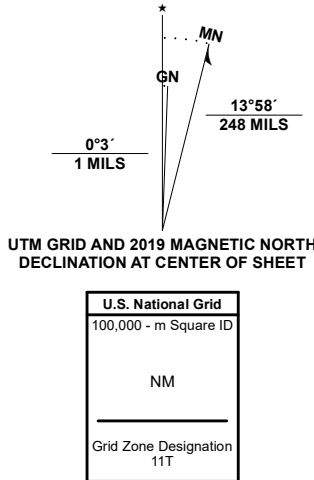 ★
MN
GN
13°58´
248 MILS
0°3´
1 MILS
UTM GRID AND 2019 MAGNETIC NORTH
DECLINATION AT CENTER OF SHEET
U.S. National Grid
100,000 - m Square ID
NM
Grid Zone Designation
11T